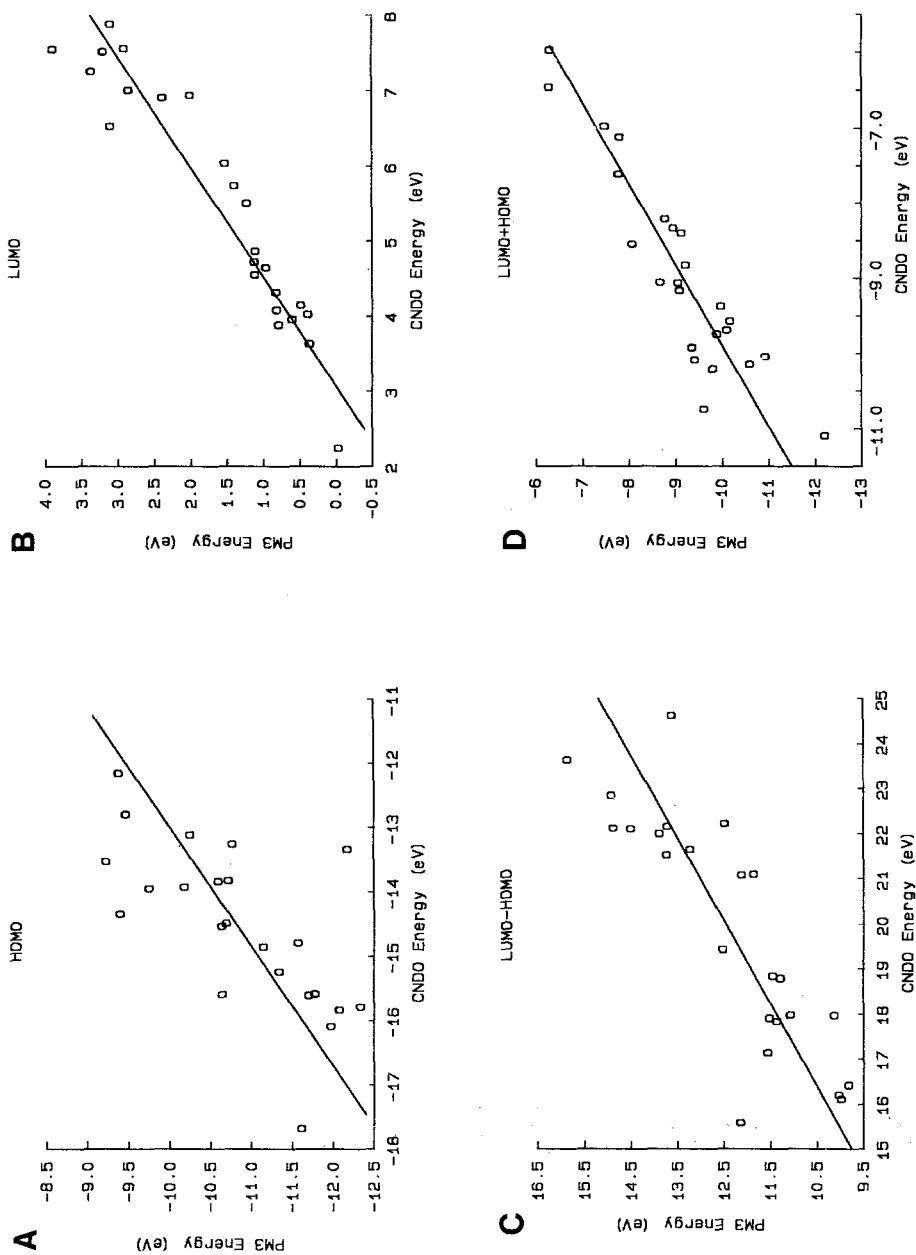 A
HOMO
PM3 Energy (eV)
-8.5
-9.0
-9.5
-10.0
-10.5
-11.0
-11.5
-12.0
-12.5
-18 -17 -16 -15 -14 -13 -12 -11
CNDO Energy (eV)
B
LUMO
PM3 Energy (eV)
4.0
3.5
3.0
2.5
2.0
1.5
1.0
0.5
0.0
-0.5
2 3 4 5 6 7 8
CNDO Energy (eV)
C
LUMO-HOMO
PM3 Energy (eV)
16.5
15.5
14.5
13.5
12.5
11.5
10.5
9.5
15 16 17 18 19 20 21 22 23 24 25
CNDO Energy (eV)
D
LUMO+HOMO
PM3 Energy (eV)
-6
-7
-8
-9
-10
-11
-12
-13
-11.0 -9.0 -7.0
CNDO Energy (eV)